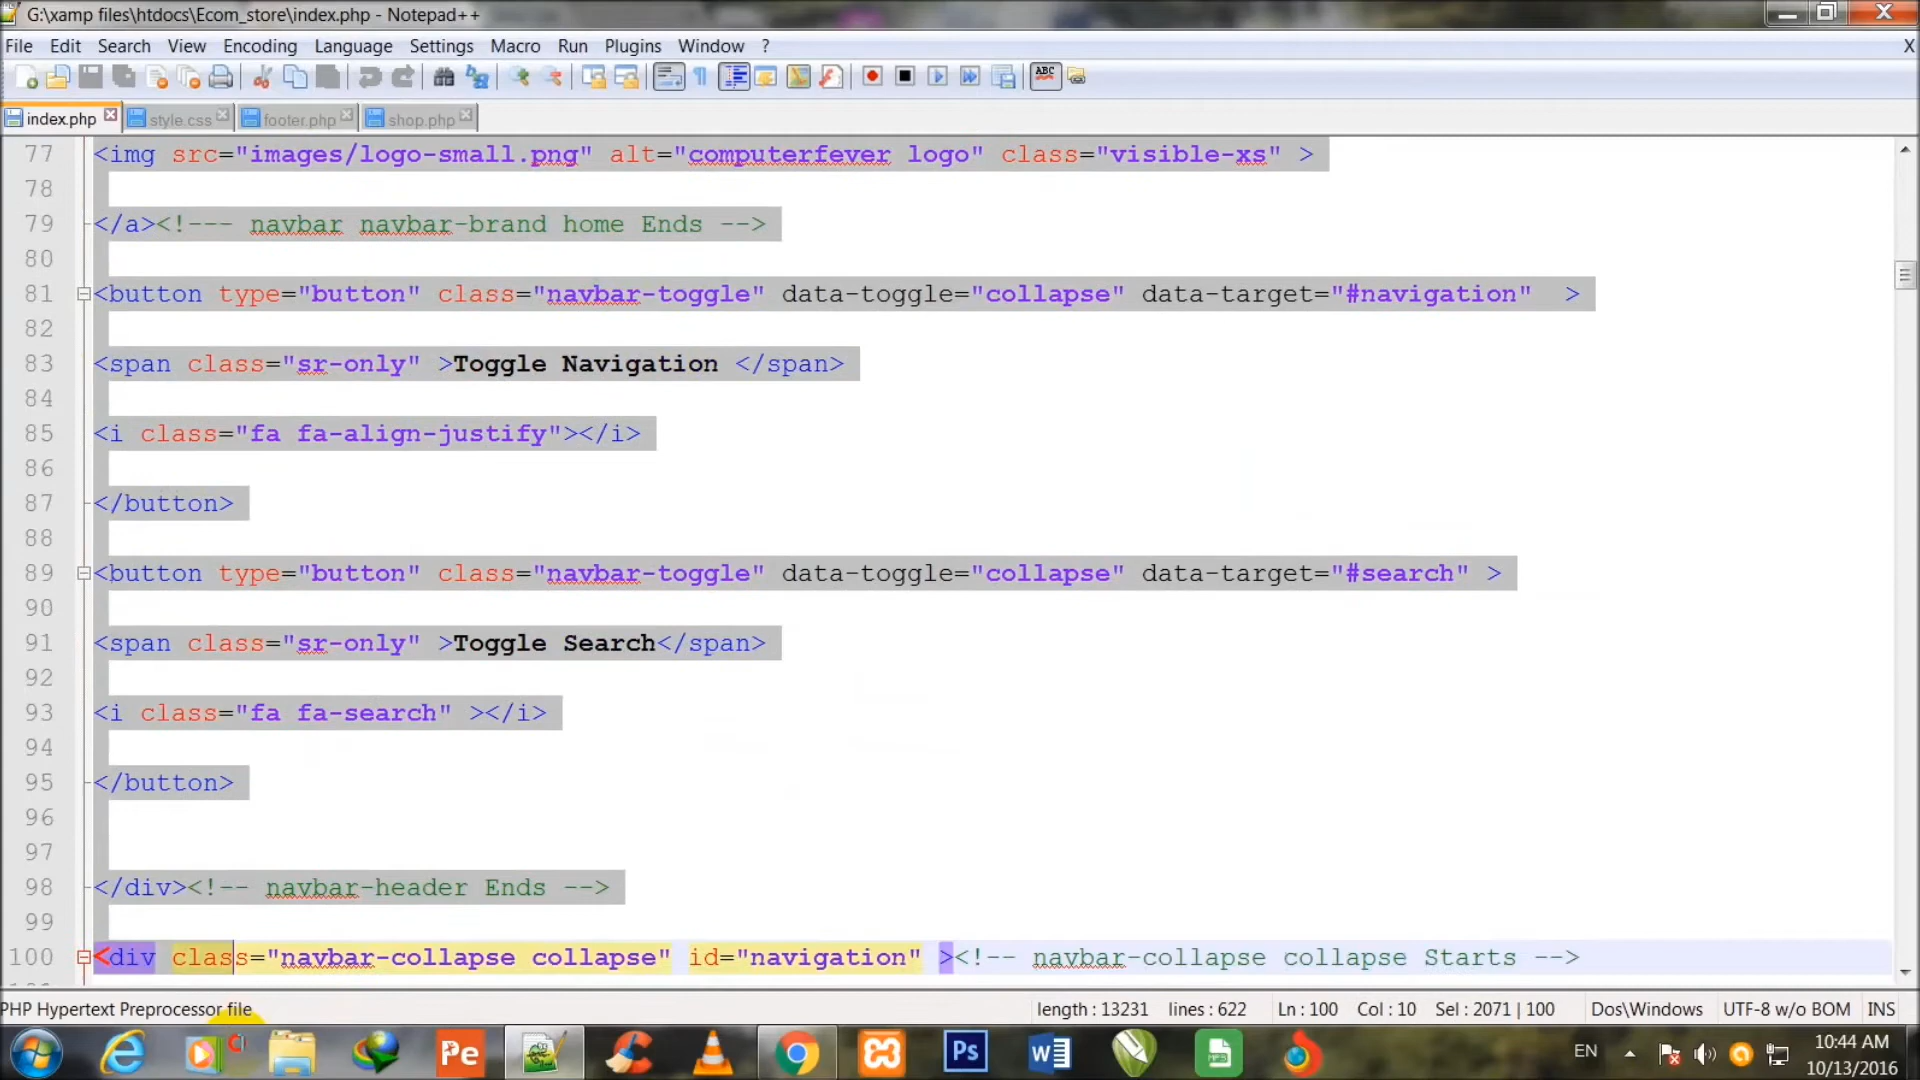 G:\xamp files\htdocs\Ecom_store\index.php - Notepad++
File Edit Search View Encoding Language Settings Macro Run Plugins Window ? X
ABC
index.php style.css footer.php shop.php
77 <img src="images/logo-small.png" alt="computerfever logo" class="visible-xs" >
78
79 </a><!--- navbar navbar-brand home Ends -->
80
81 <button type="button" class="navbar-toggle" data-toggle="collapse" data-target="#navigation"  >
82
83 <span class="sr-only" >Toggle Navigation </span>
84
85 <i class="fa fa-align-justify"></i>
86
87 </button>
88
89 <button type="button" class="navbar-toggle" data-toggle="collapse" data-target="#search" >
90
91 <span class="sr-only" >Toggle Search</span>
92
93 <i class="fa fa-search" ></i>
94
95 </button>
96
97
98 </div><!-- navbar-header Ends -->
99
100 <div class="navbar-collapse collapse" id="navigation" ><!-- navbar-collapse collapse Starts -->
PHP Hypertext Preprocessor file length : 13231 lines : 622 Ln : 100 Col : 10 Sel : 2071 | 100 Dos\Windows UTF-8 w/o BOM INS
Pe Ps W EN 10:44 AM
10/13/2016